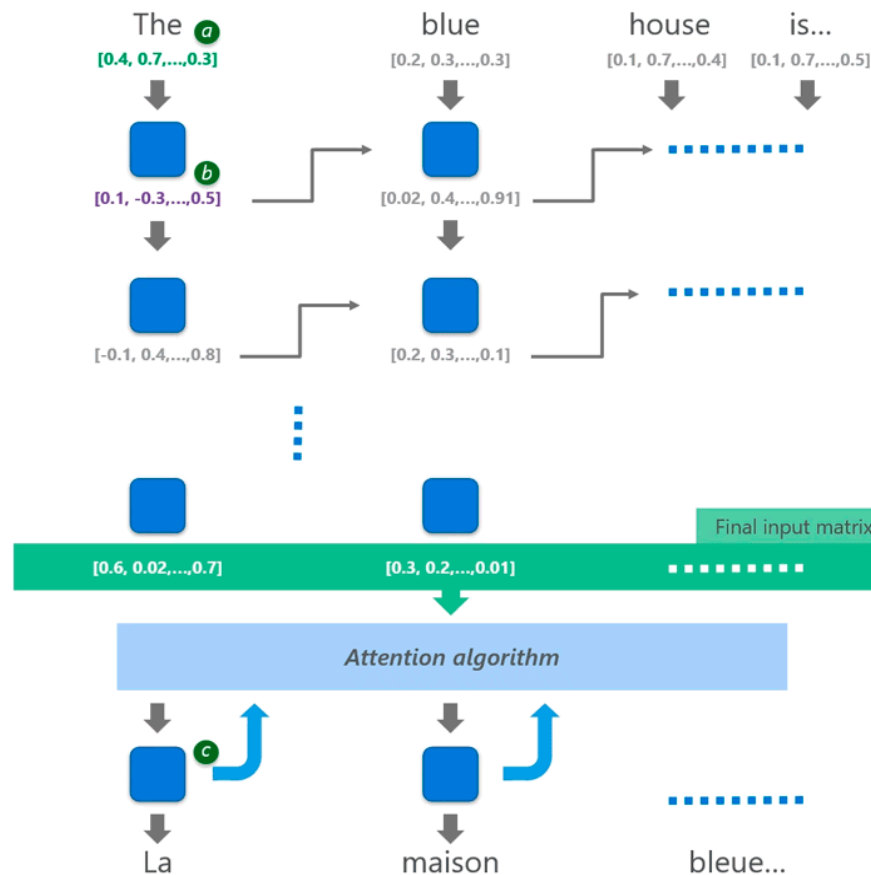 The a blue house is...
[0.4, 0.7,...,0.3] [0.2, 0.3,...,0.3] [0.1, 0.7,...,0.4] [0.1, 0.7,...,0.5]
b
[0.1, -0.3,...,0.5] [0.02, 0.4,...,0.91]
[-0.1, 0.4,...,0.8] [0.2, 0.3,...,0.1]
Final input matrix
[0.6, 0.02,...,0.7] [0.3, 0.2,...,0.01]
Attention algorithm
c
La maison bleue...